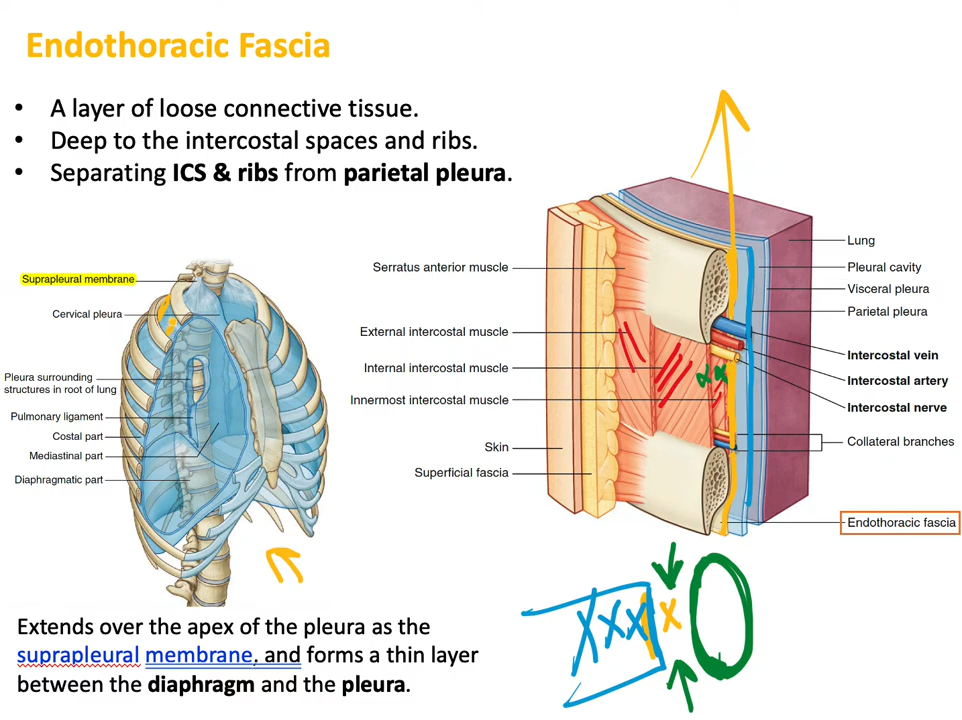 Endothoracic Fascia
• A layer of loose connective tissue.
• Deep to the intercostal spaces and ribs.
• Separating ICS & ribs from parietal pleura.
Suprapleural membrane
Cervical pleura
Pleura surrounding
structures in root of lung
Pulmonary ligament
Costal part
Mediastinal part
Diaphragmatic part
Serratus anterior muscle
External intercostal muscle
Internal intercostal muscle
Innermost intercostal muscle
Skin
Superficial fascia
Lung
Pleural cavity
Visceral pleura
Parietal pleura
Intercostal vein
Intercostal artery
Intercostal nerve
Collateral branches
Endothoracic fascia
x x x x
Extends over the apex of the pleura as the
suprapleural membrane, and forms a thin layer
between the diaphragm and the pleura.